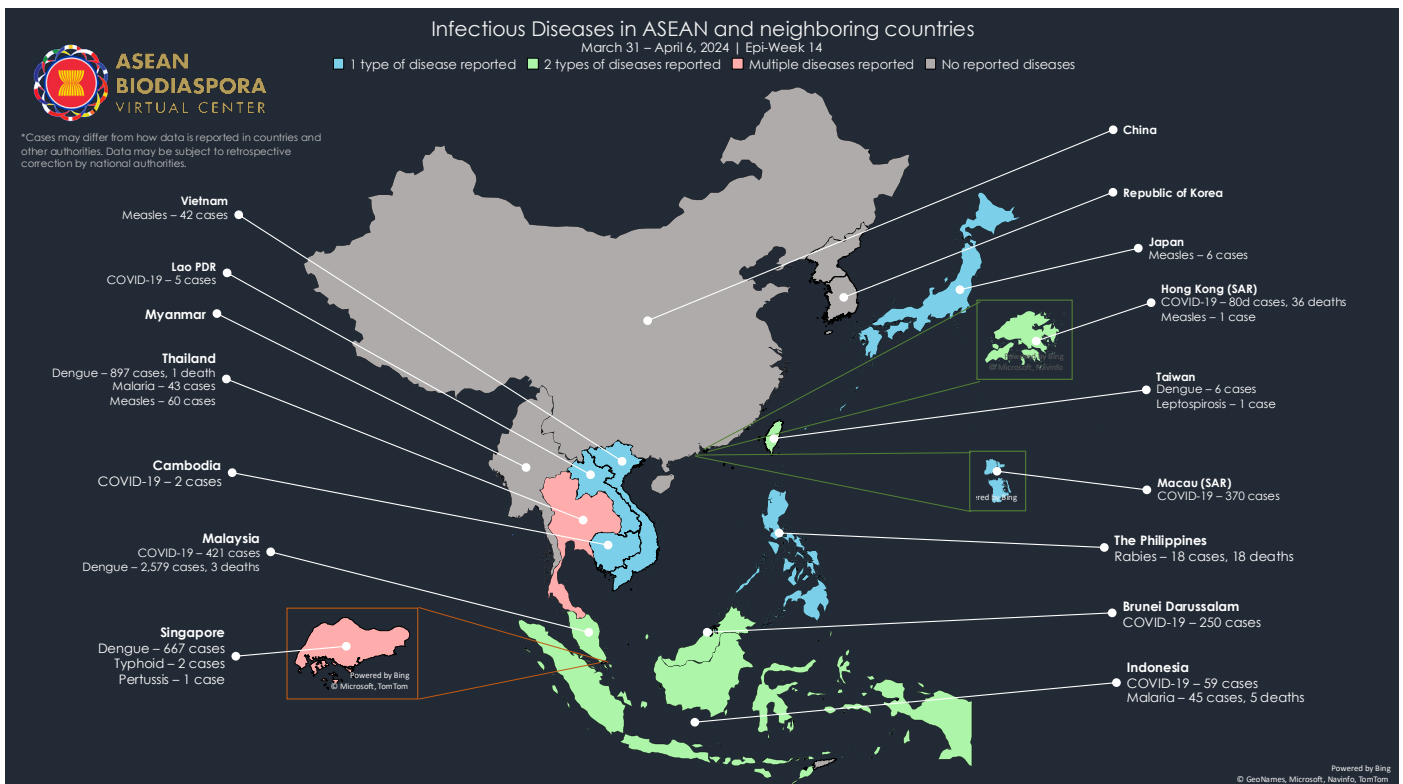 Infectious Diseases in ASEAN and neighboring countries
March 31 – April 6, 2024 | Epi-Week 14
1 type of disease reported
2 types of diseases reported
Multiple diseases reported
No reported diseases
ASEAN
BIODIASPORA
VIRTUAL CENTER
*Cases may differ from how data is reported in countries and
other authorities. Data may be subject to retrospective
correction by national authorities.
Vietnam
Measles – 42 cases
Lao PDR
COVID-19 – 5 cases
Myanmar
Thailand
Dengue – 897 cases, 1 death
Malaria – 43 cases
Measles – 60 cases
Cambodia
COVID-19 – 2 cases
Malaysia
COVID-19 – 421 cases
Dengue – 2,579 cases, 3 deaths
Singapore
Dengue – 667 cases
Typhoid – 2 cases
Pertussis – 1 case
Powered by Bing
© Microsoft, TomTom
China
Republic of Korea
Japan
Measles – 6 cases
Hong Kong (SAR)
COVID-19 – 80d cases, 36 deaths
Measles – 1 case
Powered by Bing
© Microsoft, Navinfo
Taiwan
Dengue – 6 cases
Leptospirosis – 1 case
Macau (SAR)
COVID-19 – 370 cases
ered by Bing
The Philippines
Rabies – 18 cases, 18 deaths
Brunei Darussalam
COVID-19 – 250 cases
Indonesia
COVID-19 – 59 cases
Malaria – 45 cases, 5 deaths
Powered by Bing
© GeoNames, Microsoft, Navinfo, TomTom